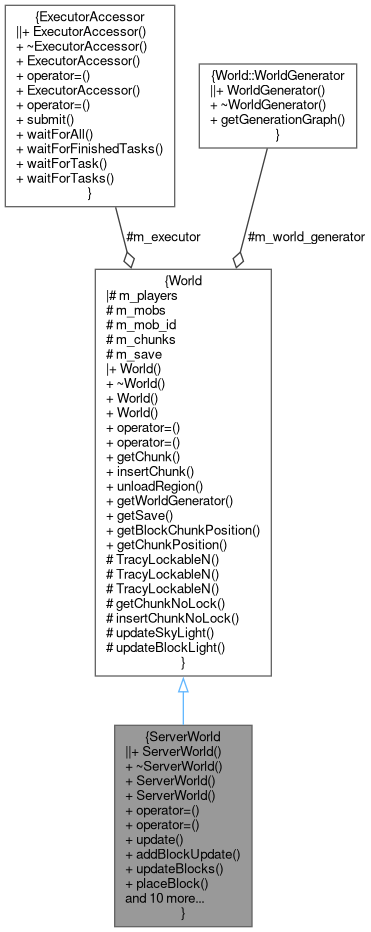 {ExecutorAccessor
||+ ExecutorAccessor()
+ ~ExecutorAccessor()
+ ExecutorAccessor()
+ operator=()
+ ExecutorAccessor()
+ operator=()
+ submit()
+ waitForAll()
+ waitForFinishedTasks()
+ waitForTask()
+ waitForTasks()
}
{World::WorldGenerator
||+ WorldGenerator()
+ ~WorldGenerator()
+ getGenerationGraph()
}
#m_executor
#m_world_generator
{World
|# m_players
# m_mobs
# m_mob_id
# m_chunks
# m_save
|+ World()
+ ~World()
+ World()
+ World()
+ operator=()
+ operator=()
+ getChunk()
+ insertChunk()
+ unloadRegion()
+ getWorldGenerator()
+ getSave()
+ getBlockChunkPosition()
+ getChunkPosition()
# TracyLockableN()
# TracyLockableN()
# TracyLockableN()
# getChunkNoLock()
# insertChunkNoLock()
# updateSkyLight()
# updateBlockLight()
}
{ServerWorld
||+ ServerWorld()
+ ~ServerWorld()
+ ServerWorld()
+ ServerWorld()
+ operator=()
+ operator=()
+ update()
+ addBlockUpdate()
+ updateBlocks()
+ placeBlock()
and 10 more...
}